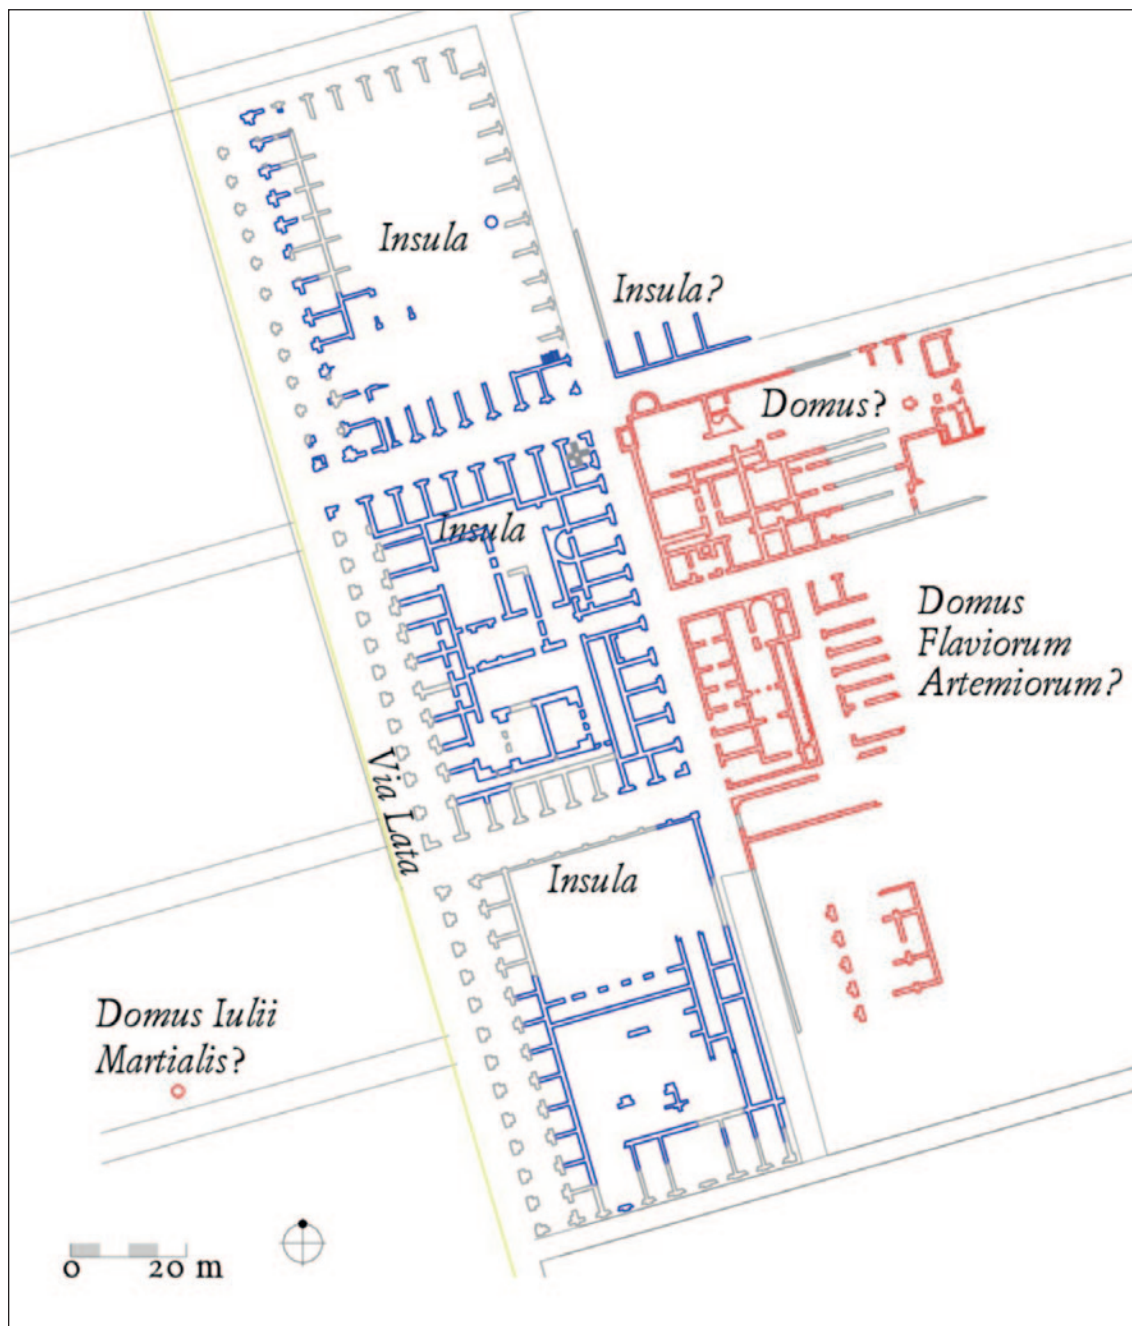 Insula
Insula?
Domus?
Insula
Domus
Flaviorum
Artemiorum?
Via Lata
Insula
Domus Iulii
Martialis?
0 20 m